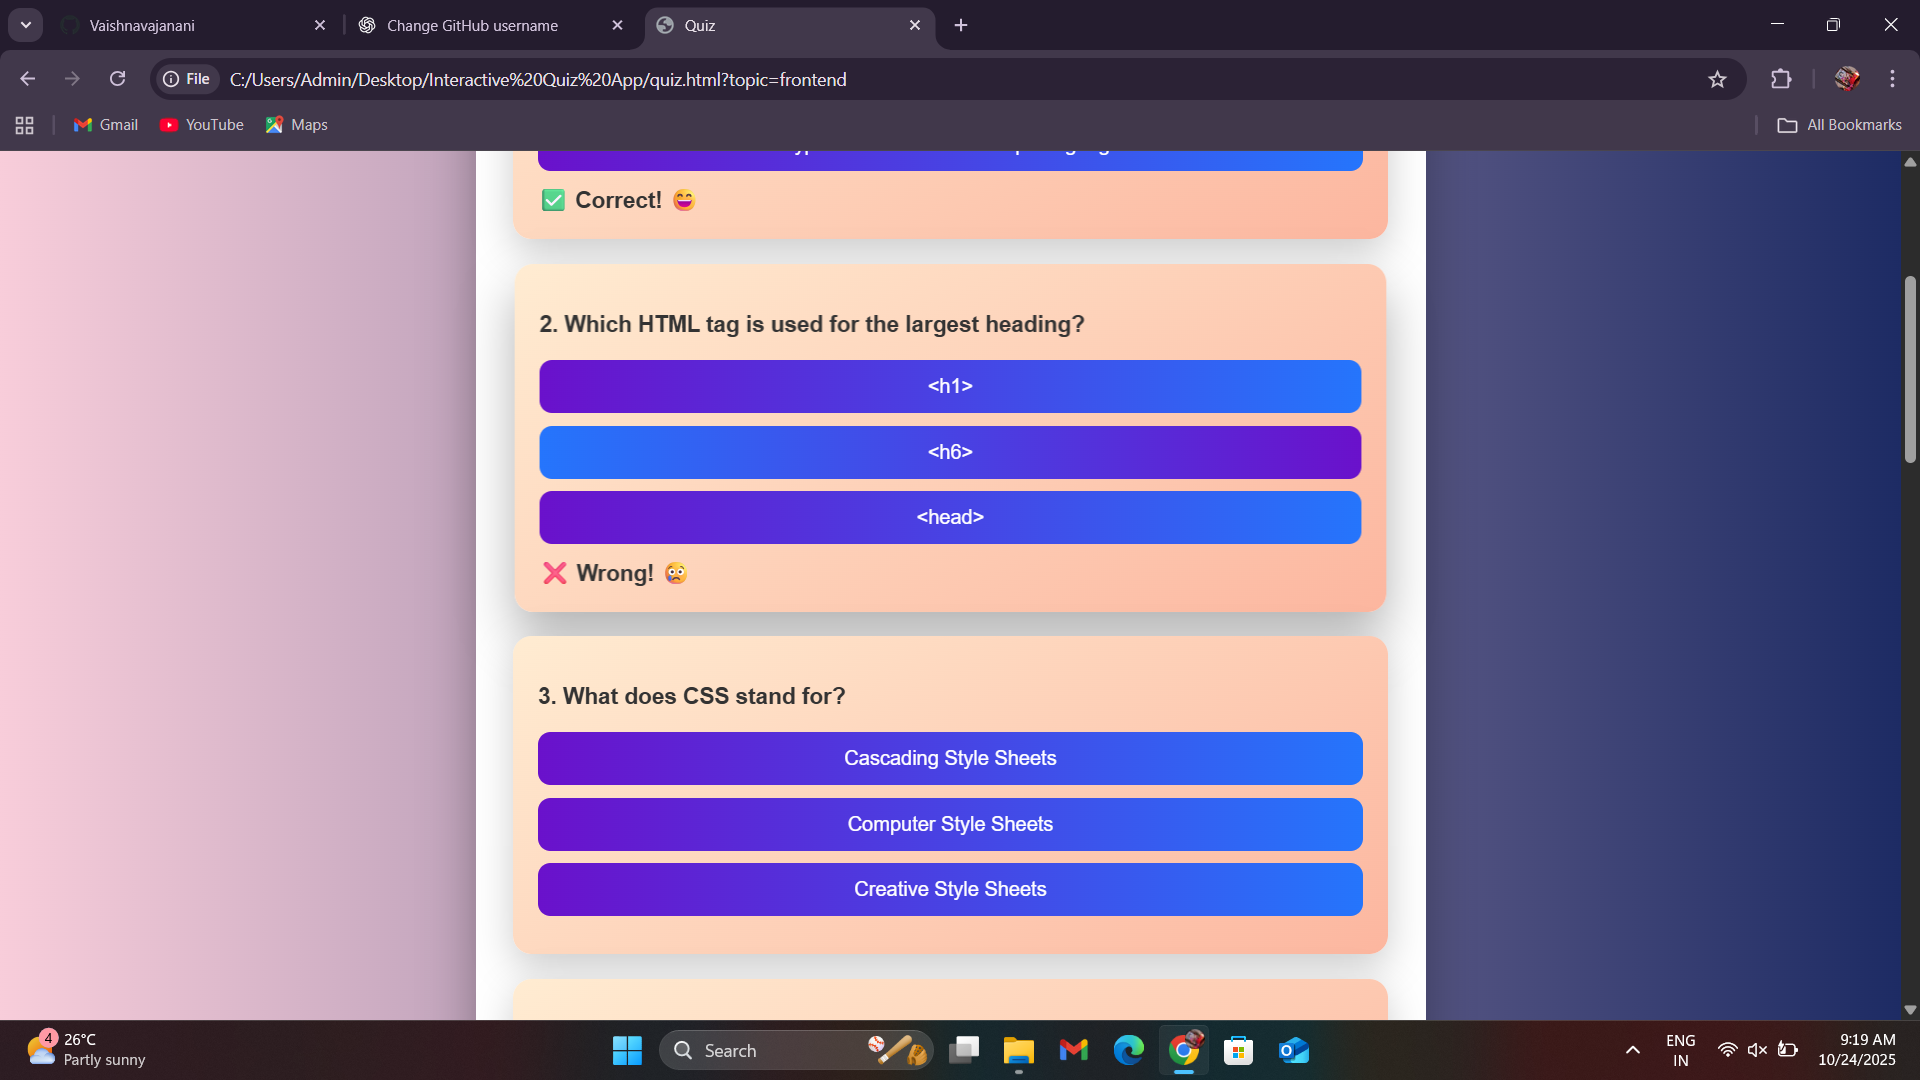 Vaishnavajanani
Change GitHub username
Quiz
File
C:/Users/Admin/Desktop/Interactive%20Quiz%20App/quiz.html?topic=frontend
Gmail
YouTube
Maps
All Bookmarks
✅ Correct! 😄
2. Which HTML tag is used for the largest heading?
<h1>
<h6>
<head>
❌ Wrong! 😢
3. What does CSS stand for?
Cascading Style Sheets
Computer Style Sheets
Creative Style Sheets
4
26°C
Partly sunny
Search
ENG
IN
9:19 AM
10/24/2025